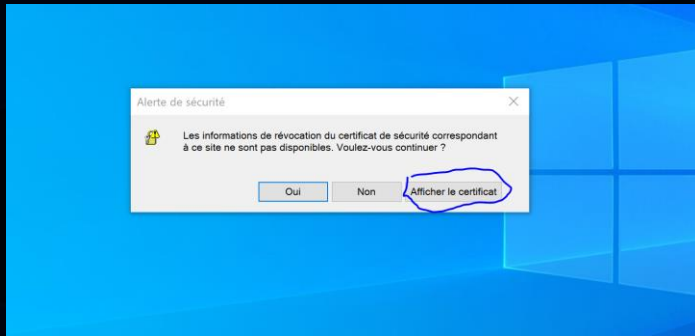 Alerte de sécurité
Les informations de révocation du certificat de sécurité correspondant
à ce site ne sont pas disponibles. Voulez-vous continuer ?
Oui Non Afficher le certificat